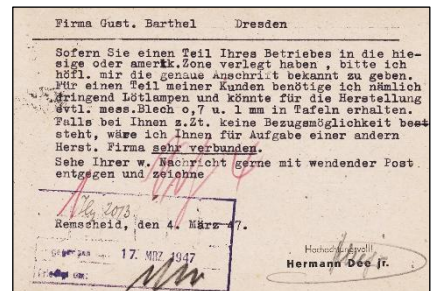 Firma Gust. Barthel Dresden
Sofern Sie einen Teil Ihres Betriebes in die hie-
sige oder amerik.Zone verlegt haben , bitte ich
höfl. mir die genaue Anschrift bekannt zu geben.
Für einen Teil meiner Kunden benötige ich nämlich
dringend Lötlampen und könnte für die Herstellung
evtl. mess.Blech o,7 u. 1 mm in Tafeln erhalten.
Falls bei Ihnen z.Zt. keine Bezugsmöglichkeit best
steht, wäre ich Ihnen für Aufgabe einer andern
Herst. Firma sehr verbunden.
Sehe Ihrer w. Nachricht gerne mit wendender Post
entgegen und zeichne
Remscheid, den 4. März 47.
17. MRZ. 1947
Hochachtungsvoll!
Hermann Dee jr.